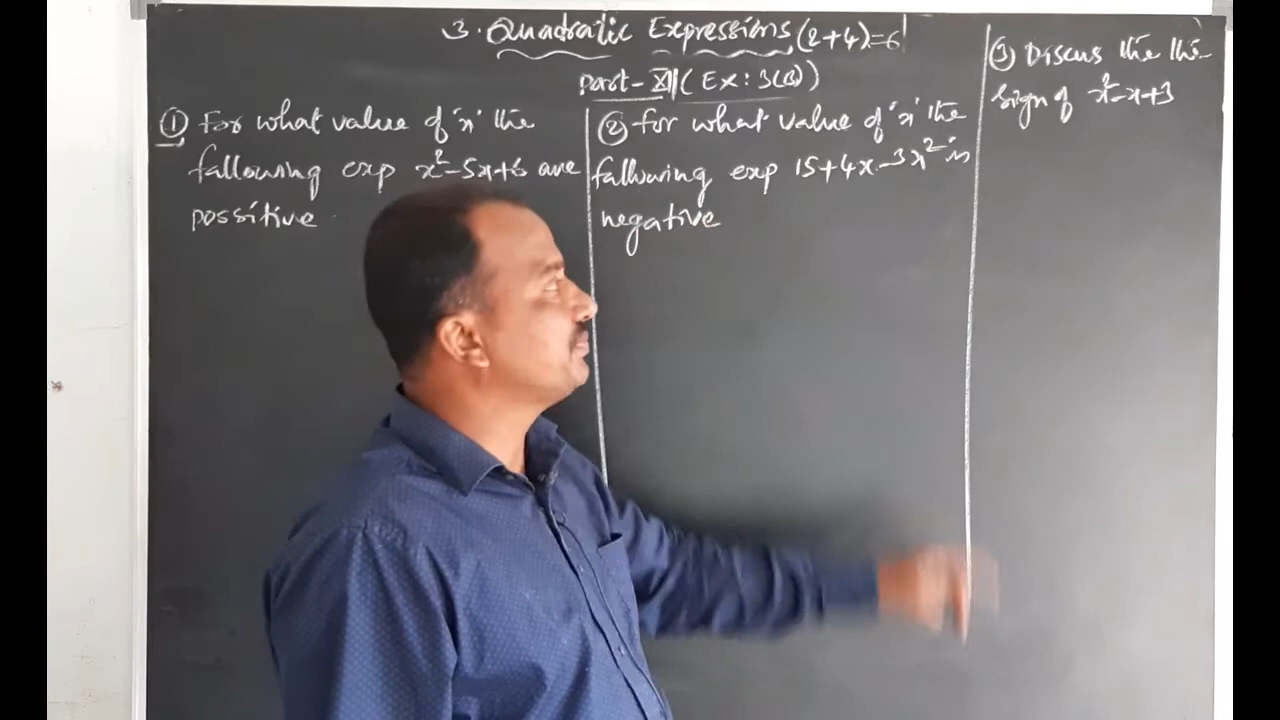 3. Quadratic Expressions (2+4)=6
Part-XI (Ex: 3(B))
① For what value of 'x' the
fallowing exp x²-5x+6 are
possitive
② For what value of 'x' the
fallowing exp 15+4x-3x² is
negative
③ Discus the the
sign of x²-x+3